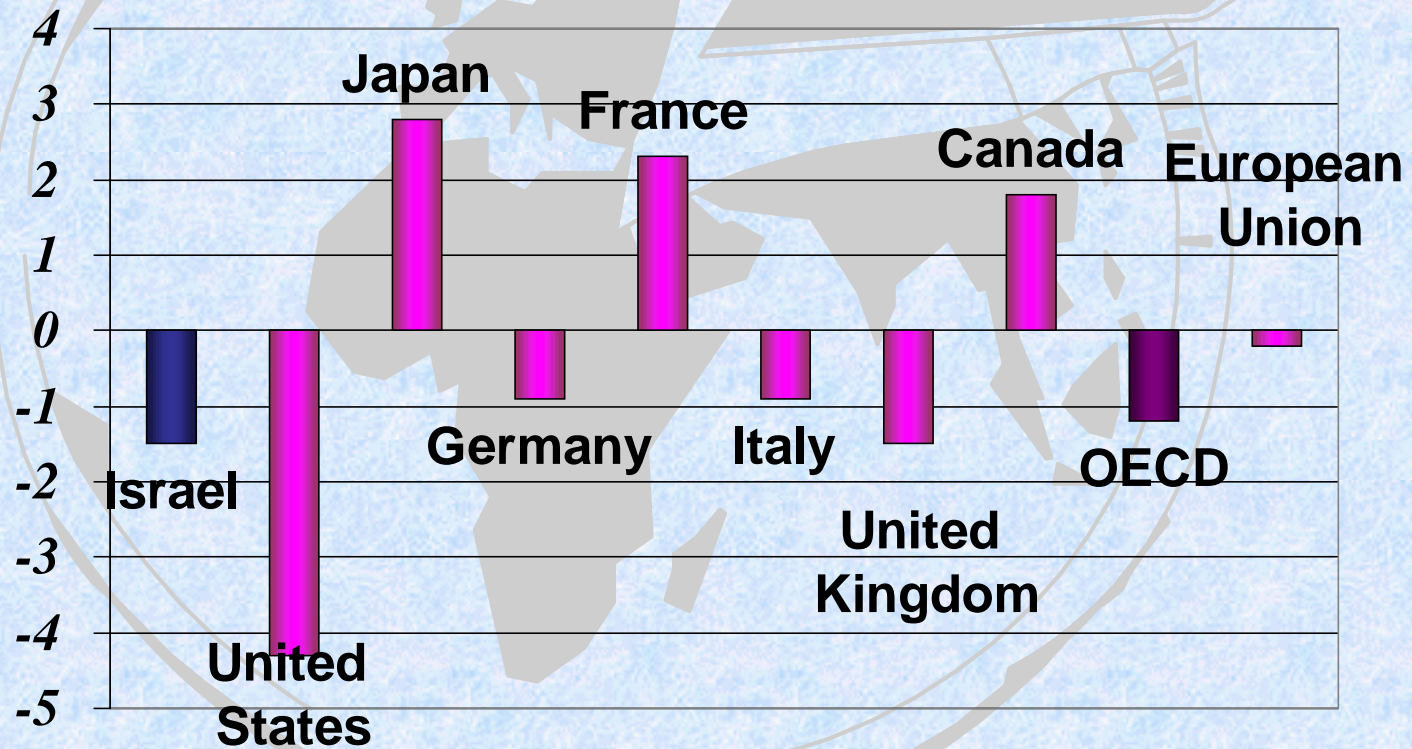 4
3
2
1
0
-1
-2
-3
-4
-5
Japan
France
Canada
European
Union
Israel
Germany
Italy
OECD
United
Kingdom
United
States